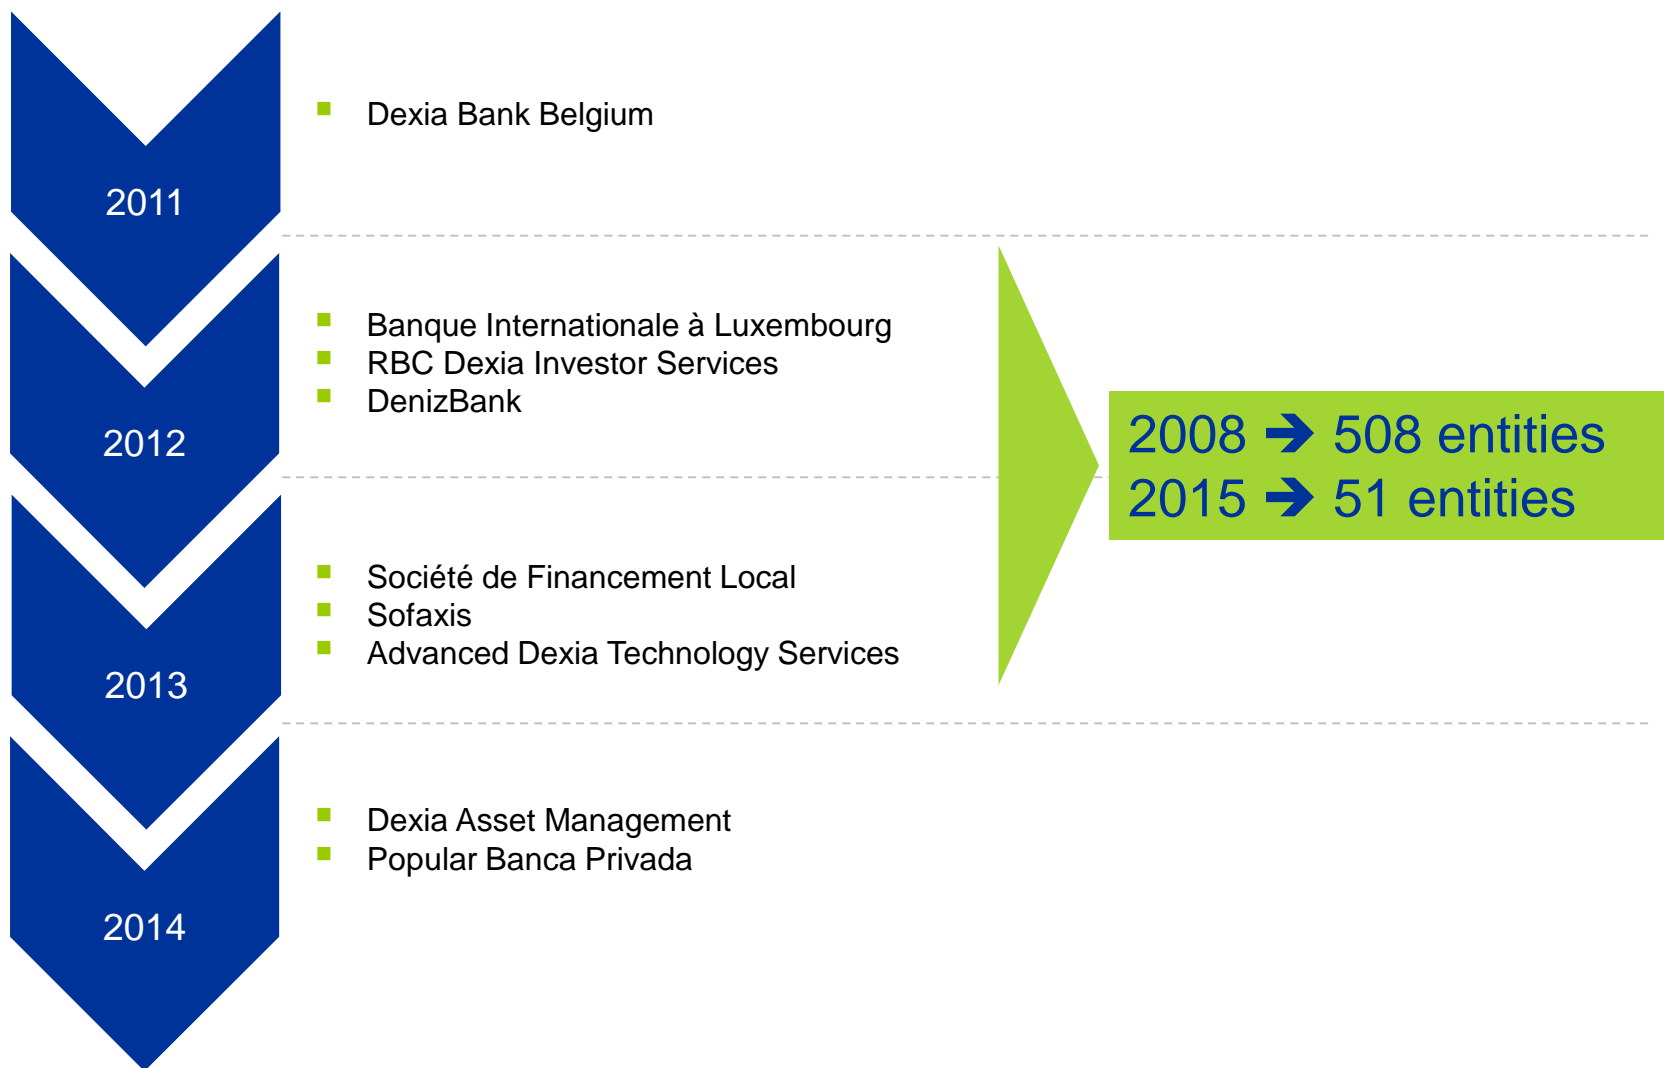 2011
Dexia Bank Belgium
2012
Banque Internationale à Luxembourg
RBC Dexia Investor Services
DenizBank
2013
Société de Financement Local
Sofaxis
Advanced Dexia Technology Services
2014
Dexia Asset Management
Popular Banca Privada
2008 ➔ 508 entities
2015 ➔ 51 entities